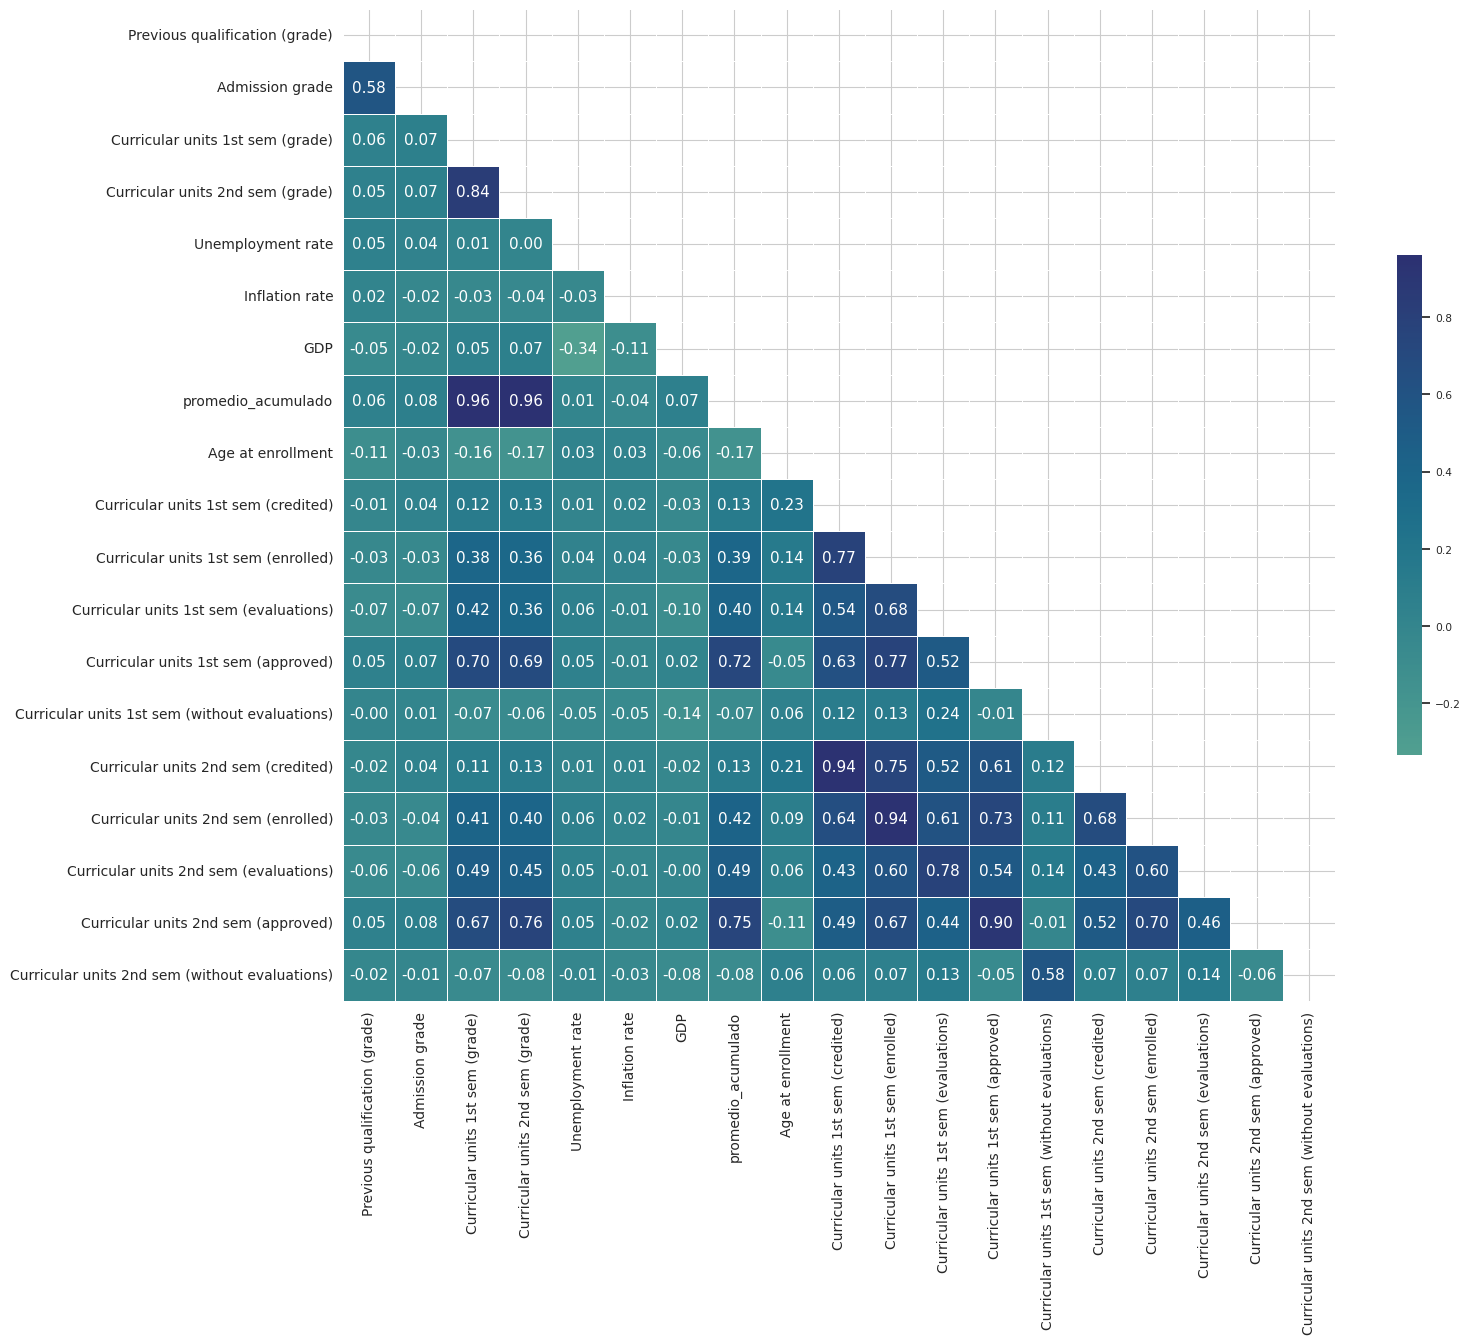 Previous qualification (grade)
Admission grade 0.58
Curricular units 1st sem (grade) 0.06 0.07
Curricular units 2nd sem (grade) 0.05 0.07 0.84
Unemployment rate 0.05 0.04 0.01 0.00
Inflation rate 0.02 -0.02 -0.03 -0.04 -0.03
GDP -0.05 -0.02 0.05 0.07 -0.34 -0.11
promedio_acumulado 0.06 0.08 0.96 0.96 0.01 -0.04 0.07
Age at enrollment -0.11 -0.03 -0.16 -0.17 0.03 0.03 -0.06 -0.17
Curricular units 1st sem (credited) -0.01 0.04 0.12 0.13 0.01 0.02 -0.03 0.13 0.23
Curricular units 1st sem (enrolled) -0.03 -0.03 0.38 0.36 0.04 0.04 -0.03 0.39 0.14 0.77
Curricular units 1st sem (evaluations) -0.07 -0.07 0.42 0.36 0.06 -0.01 -0.10 0.40 0.14 0.54 0.68
Curricular units 1st sem (approved) 0.05 0.07 0.70 0.69 0.05 -0.01 0.02 0.72 -0.05 0.63 0.77 0.52
Curricular units 1st sem (without evaluations) -0.00 0.01 -0.07 -0.06 -0.05 -0.05 -0.14 -0.07 0.06 0.12 0.13 0.24 -0.01
Curricular units 2nd sem (credited) -0.02 0.04 0.11 0.13 0.01 0.01 -0.02 0.13 0.21 0.94 0.75 0.52 0.61 0.12
Curricular units 2nd sem (enrolled) -0.03 -0.04 0.41 0.40 0.06 0.02 -0.01 0.42 0.09 0.64 0.94 0.61 0.73 0.11 0.68
Curricular units 2nd sem (evaluations) -0.06 -0.06 0.49 0.45 0.05 -0.01 -0.00 0.49 0.06 0.43 0.60 0.78 0.54 0.14 0.43 0.60
Curricular units 2nd sem (approved) 0.05 0.08 0.67 0.76 0.05 -0.02 0.02 0.75 -0.11 0.49 0.67 0.44 0.90 -0.01 0.52 0.70 0.46
Curricular units 2nd sem (without evaluations) -0.02 -0.01 -0.07 -0.08 -0.01 -0.03 -0.08 -0.08 0.06 0.06 0.07 0.13 -0.05 0.58 0.07 0.07 0.14 -0.06
Previous qualification (grade)
Admission grade
Curricular units 1st sem (grade)
Curricular units 2nd sem (grade)
Unemployment rate
Inflation rate
GDP
promedio_acumulado
Age at enrollment
Curricular units 1st sem (credited)
Curricular units 1st sem (enrolled)
Curricular units 1st sem (evaluations)
Curricular units 1st sem (approved)
Curricular units 1st sem (without evaluations)
Curricular units 2nd sem (credited)
Curricular units 2nd sem (enrolled)
Curricular units 2nd sem (evaluations)
Curricular units 2nd sem (approved)
Curricular units 2nd sem (without evaluations)
0.8
0.6
0.4
0.2
0.0
−0.2